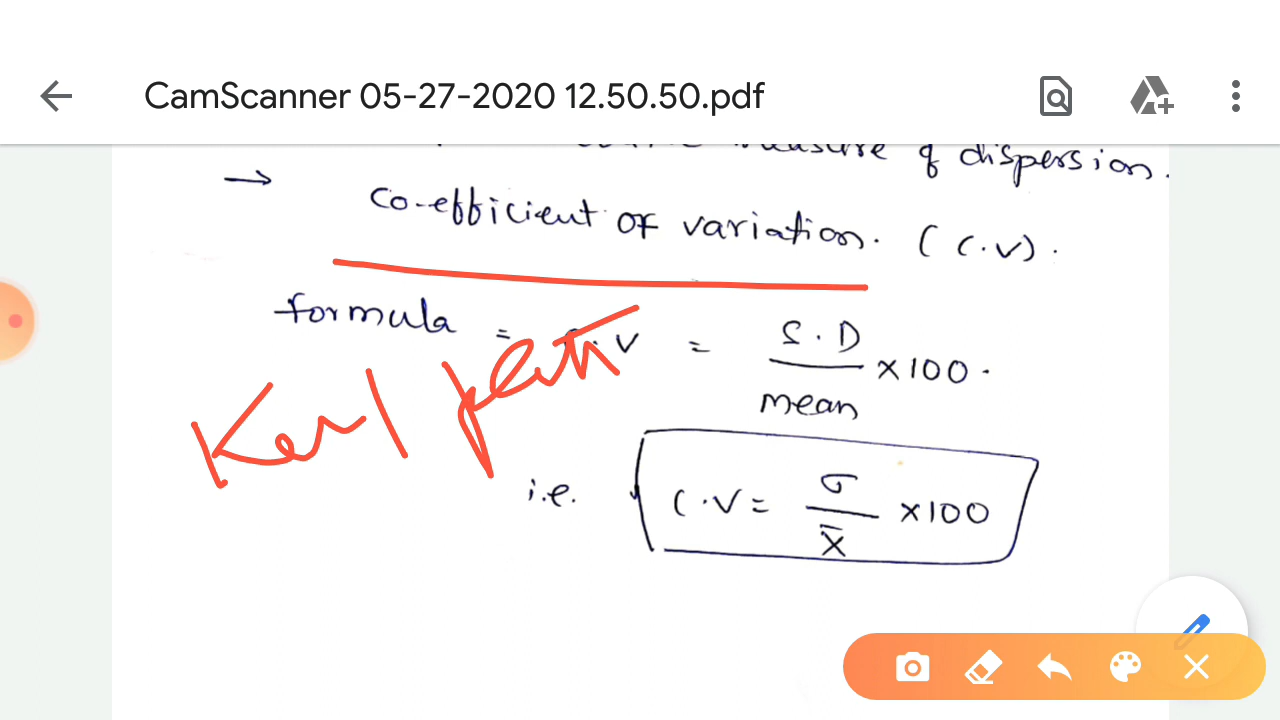 CamScanner 05-27-2020 12.50.50.pdf
measure of dispersion.
→ Co-efficient of variation. (C.V).
formula = C.V = S.D/mean × 100.
Karl
i.e. C.V = σ/x̄ × 100